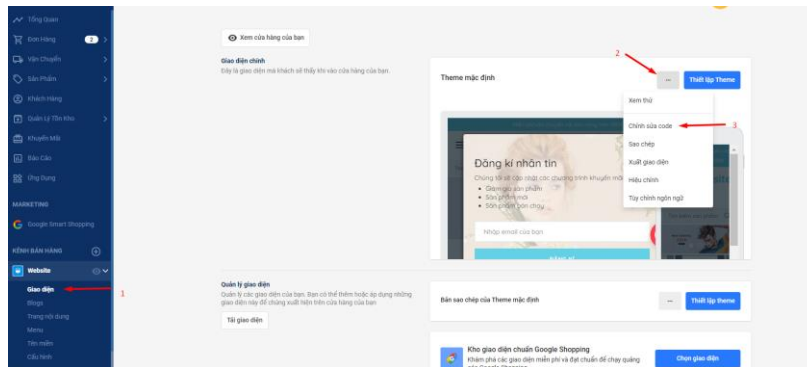 Tổng Quan
Đơn Hàng 2
Vận Chuyển
Sản Phẩm
Khách Hàng
Quản Lý Tồn Kho
Khuyến Mãi
Báo Cáo
Ứng Dụng
MARKETING
Google Smart Shopping
KÊNH BÁN HÀNG
Website
Giao diện
1
Blogs
Trang nội dung
Menu
Tên miền
Cấu hình
Xem cửa hàng của bạn
Giao diện chính
Đây là giao diện mà khách sẽ thấy khi vào cửa hàng của bạn.
2
Theme mặc định
...
Thiết lập Theme
Xem thử
Chỉnh sửa code
3
Sao chép
Xuất giao diện
Hiệu chỉnh
Tùy chỉnh ngôn ngữ
Đăng kí nhận tin
Chúng tôi sẽ cập nhật các chương trình khuyến mãi
Giảm giá sản phẩm
Sản phẩm mới
Sản phẩm bán chạy
Nhập email của bạn
ĐĂNG KÍ
Quản lý giao diện
Quản lý các giao diện của bạn. Bạn có thể thêm hoặc áp dụng những
giao diện này để chúng xuất hiện trên cửa hàng của bạn
Tải giao diện
Bản sao chép của Theme mặc định
...
Thiết lập theme
Kho giao diện chuẩn Google Shopping
Khám phá các giao diện miễn phí và đạt chuẩn để chạy quảng
cáo Google Shopping
Chọn giao diện